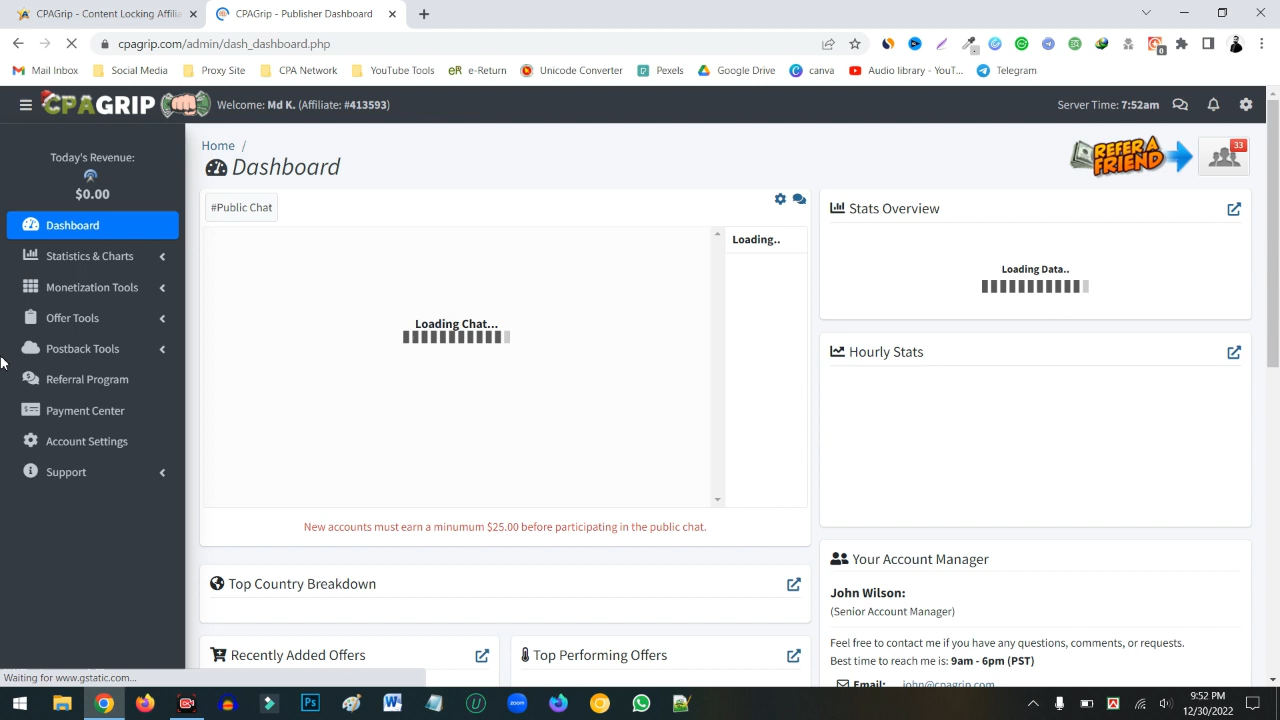 CPAGrip - Content Locking Affilia
CPAGrip - Publisher Dashboard
cpagrip.com/admin/dash_dashboard.php
Mail Inbox
Social Media
Proxy Site
CPA Network
YouTube Tools
eR e-Return
Unicode Converter
Pexels
Google Drive
canva
Audio library - YouT...
Telegram
CPAGRIP
Welcome: Md K. (Affiliate: #413593)
Server Time: 7:52am
Today's Revenue:
$0.00
Dashboard
Statistics & Charts
Monetization Tools
Offer Tools
Postback Tools
Referral Program
Payment Center
Account Settings
Support
Home /
Dashboard
REFER A FRIEND
33
#Public Chat
Loading Chat...
Loading..
New accounts must earn a minumum $25.00 before participating in the public chat.
Top Country Breakdown
Recently Added Offers
Top Performing Offers
Stats Overview
Loading Data..
Hourly Stats
Your Account Manager
John Wilson:
(Senior Account Manager)
Feel free to contact me if you have any questions, comments, or requests.
Best time to reach me is: 9am - 6pm (PST)
Email: john@cpagrip.com
Waiting for www.gstatic.com...
Ps
zoom
9:52 PM
12/30/2022